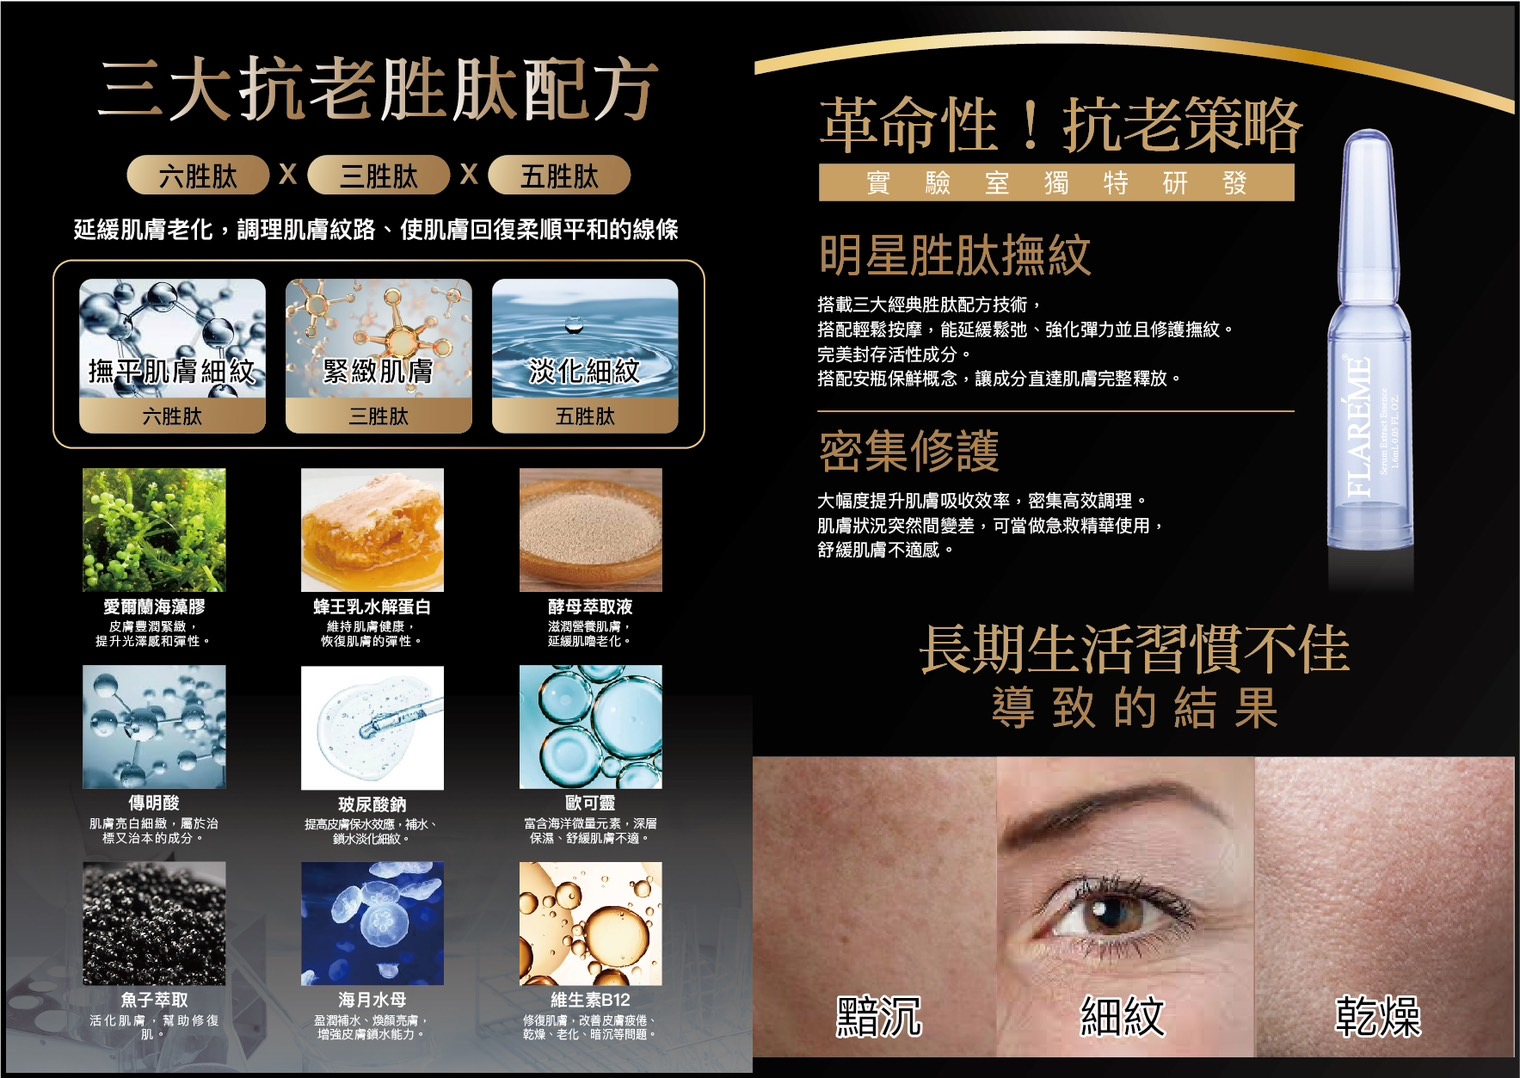 三大抗老胜肽配方
六胜肽 X 三胜肽 X 五胜肽
延緩肌膚老化，調理肌膚紋路、使肌膚回復柔順平和的線條
撫平肌膚細紋
六胜肽
緊緻肌膚
三胜肽
淡化細紋
五胜肽
愛爾蘭海藻膠
皮膚豐潤緊緻，
提升光澤感和彈性。
蜂王乳水解蛋白
維持肌膚健康，
恢復肌膚的彈性。
酵母萃取液
滋潤營養肌膚，
延緩肌嚕老化。
傳明酸
肌膚亮白細緻，屬於治
標又治本的成分。
玻尿酸鈉
提高皮膚保水效應，補水、
鎖水淡化細紋。
歐可靈
富含海洋微量元素，深層
保濕、舒緩肌膚不適。
魚子萃取
活化肌膚，幫助修復
肌。
海月水母
盈潤補水、煥顏亮膚，
增強皮膚鎖水能力。
維生素B12
修復肌膚，改善皮膚疲倦、
乾燥、老化、暗沉等問題。
革命性！抗老策略
實驗室獨特研發
明星胜肽撫紋
搭載三大經典胜肽配方技術，
搭配輕鬆按摩，能延緩鬆弛、強化彈力並且修護撫紋。
完美封存活性成分。
搭配安瓶保鮮概念，讓成分直達肌膚完整釋放。
密集修護
大幅度提升肌膚吸收效率，密集高效調理。
肌膚狀況突然間變差，可當做急救精華使用，
舒緩肌膚不適感。
FLAREME
Serum Extract Essence
1.6ml. 0.05 FL. OZ.
長期生活習慣不佳
導致的結果
黯沉
細紋
乾燥